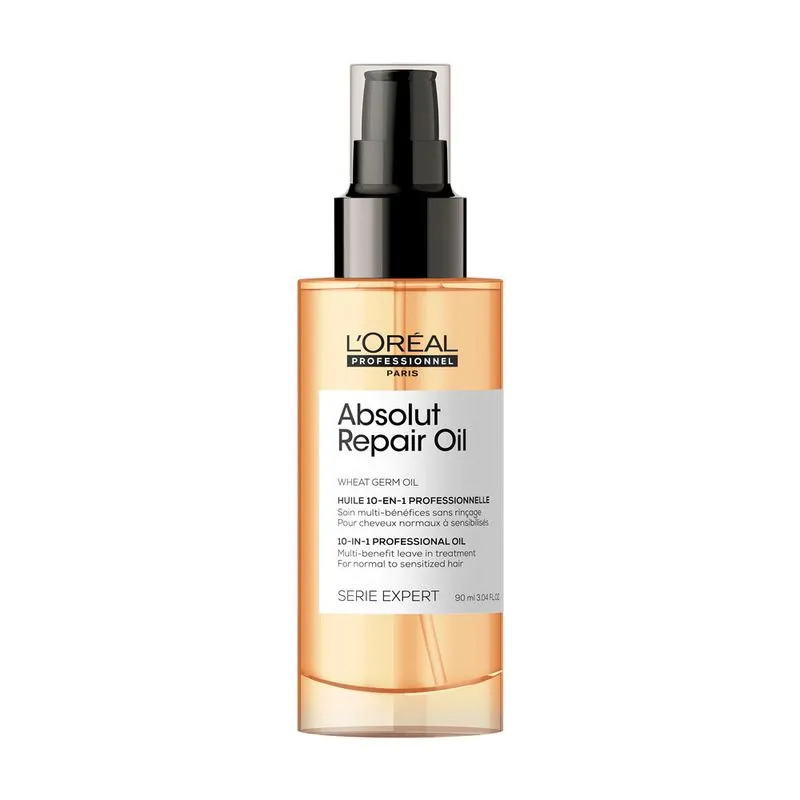 L'ORÉAL
PROFESSIONNEL
PARIS
Absolut
Repair Oil
WHEAT GERM OIL
HUILE 10-EN-1 PROFESSIONNELLE
Soin multi-bénéfices sans rinçage
Pour cheveux normaux à sensibilisés
10-IN-1 PROFESSIONAL OIL
Multi-benefit leave in treatment
For normal to sensitized hair
SERIE EXPERT 90 ml 3.04 FL.OZ